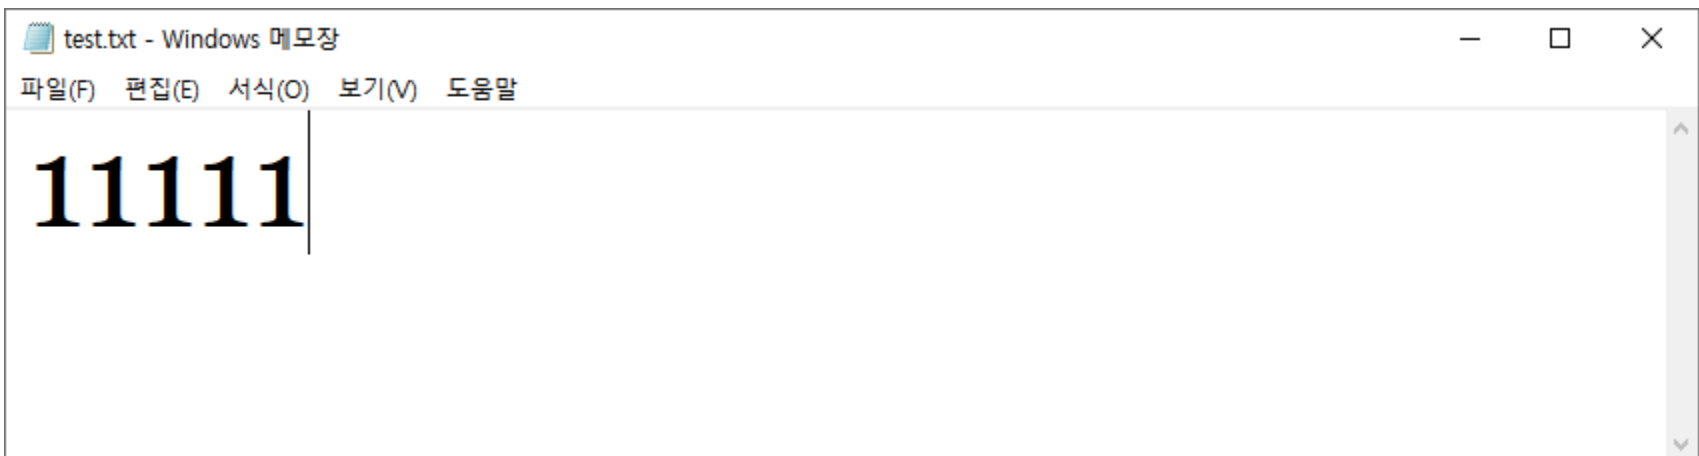 test.txt - Windows 메모장
파일(F) 편집(E) 서식(O) 보기(V) 도움말
11111